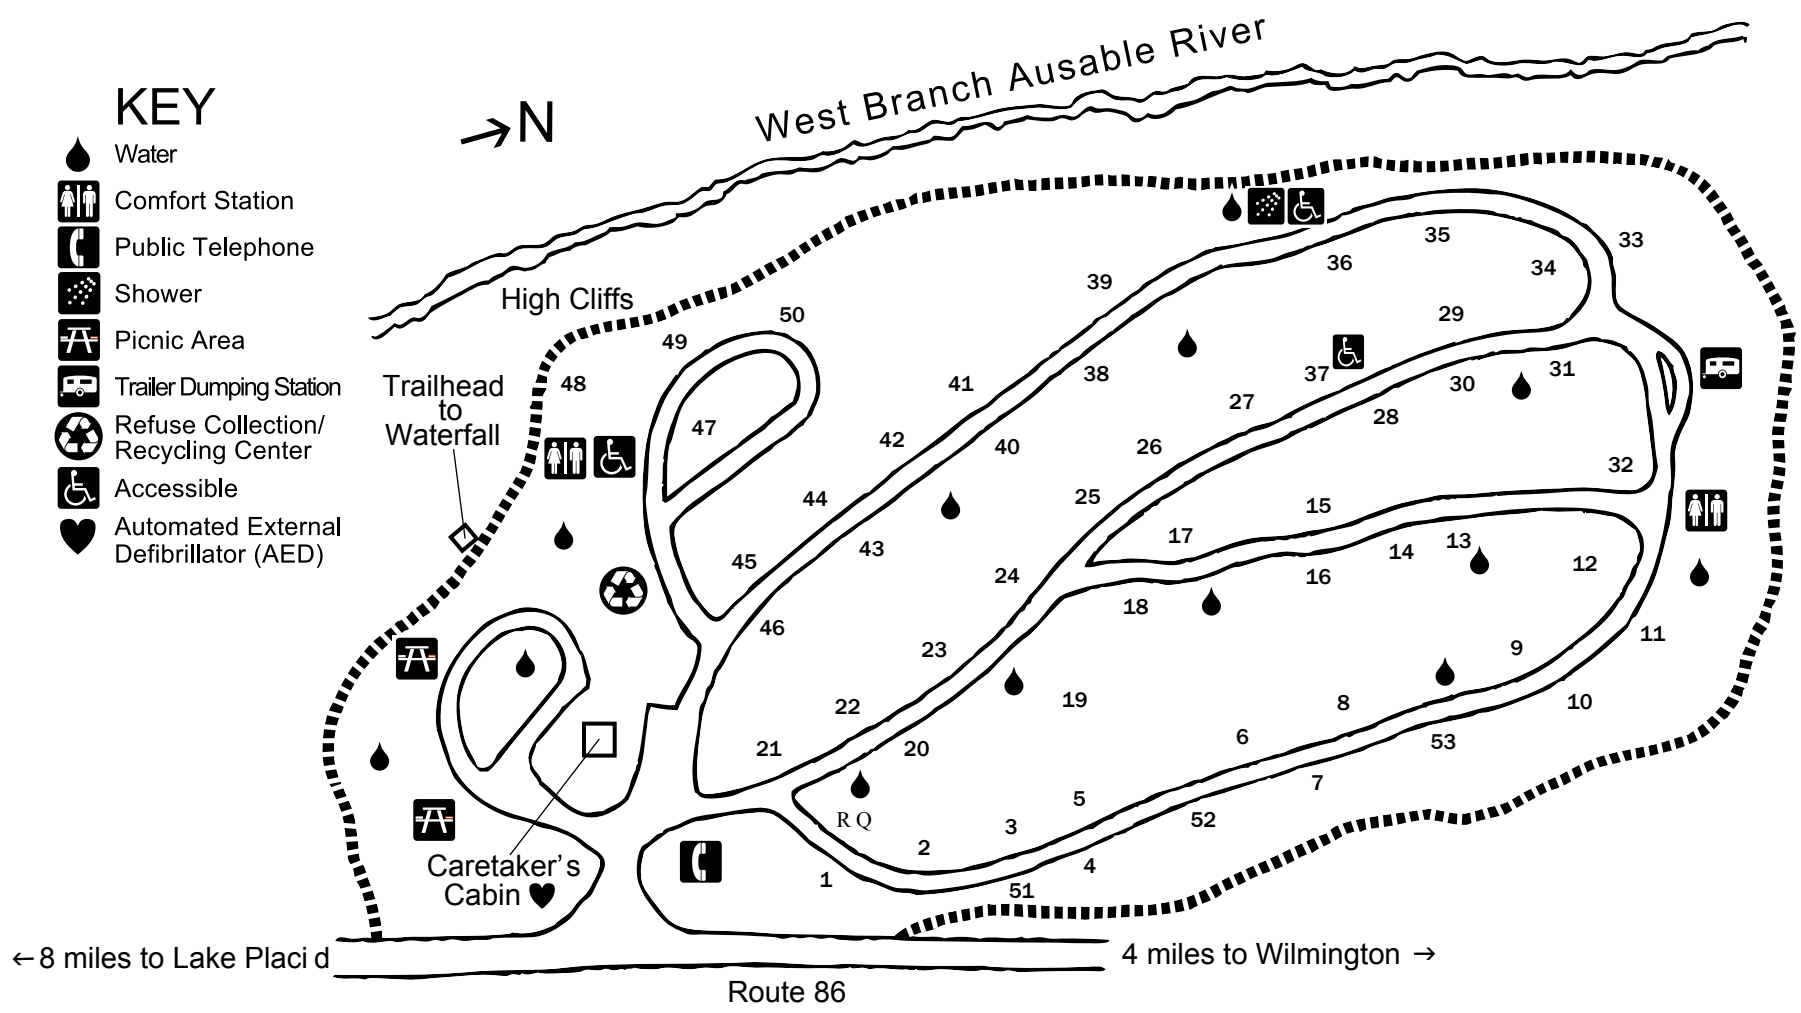 West Branch Ausable River
KEY
N
Water
Comfort Station
Public Telephone
Shower
Picnic Area
Trailer Dumping Station
Refuse Collection/
Recycling Center
Accessible
Automated External
Defibrillator (AED)
High Cliffs
Trailhead
to
Waterfall
33
35
36
34
39
29
50
49
37
31
38
41
48
30
27
28
47
42
40
26
32
25
44
15
17
13
43
14
45
12
24
16
18
46
11
23
9
19
8
10
22
6
53
21
20
7
5
52
R Q
3
2
4
1
51
Caretaker's
Cabin
←8 miles to Lake Placi d
4 miles to Wilmington →
Route 86